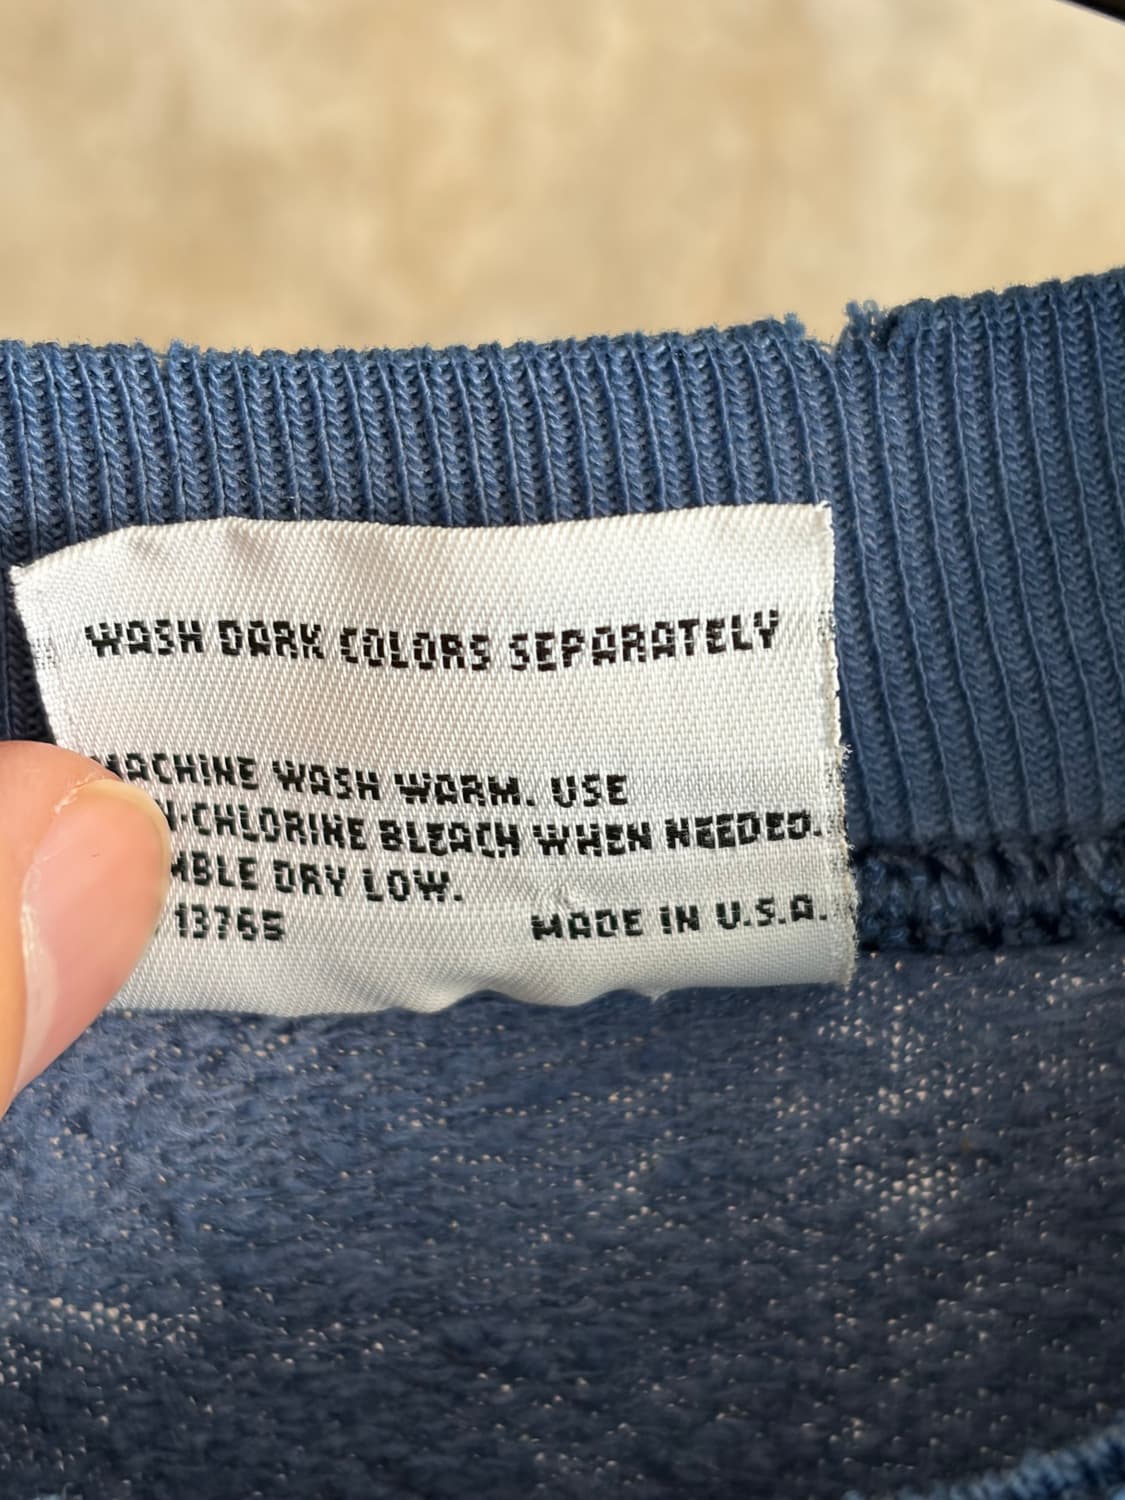 WASH DARK COLORS SEPARATELY
MACHINE WASH WARM. USE
N-CHLORINE BLEACH WHEN NEEDED.
MBLE DRY LOW.
13765 MADE IN U.S.A.